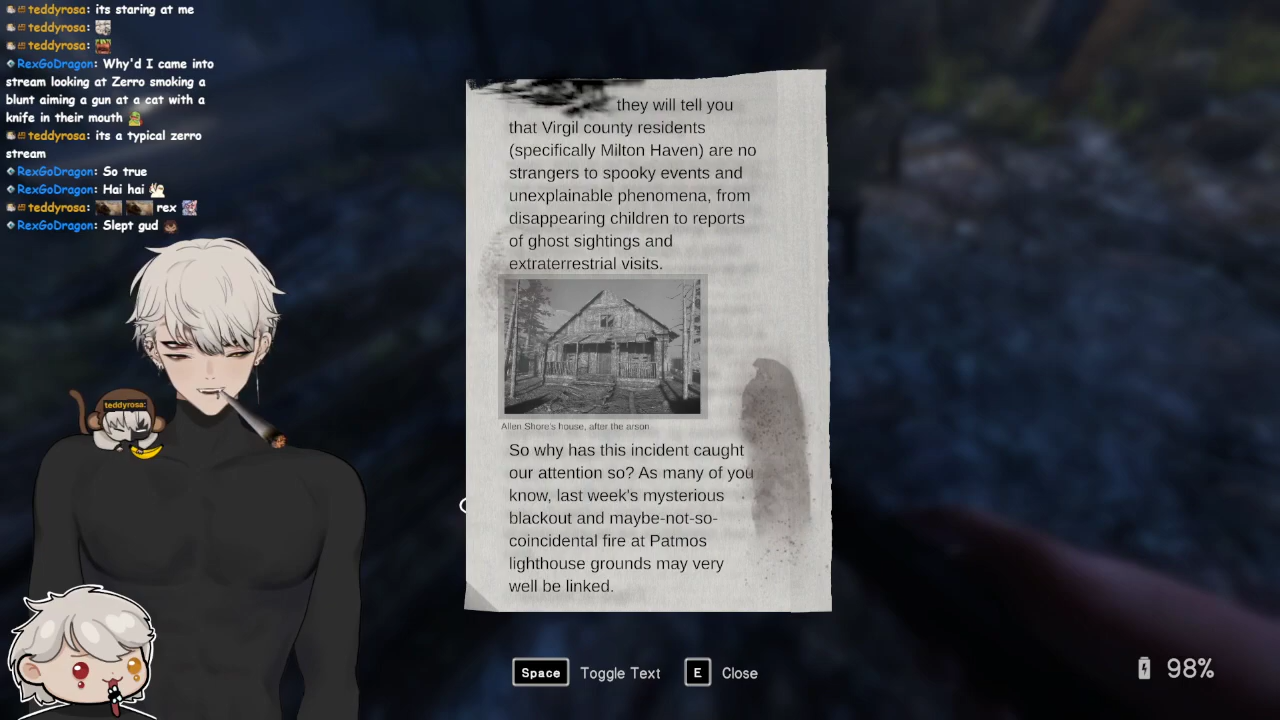 teddyrosa: its staring at me
teddyrosa:
teddyrosa:
RexGoDragon: Why'd I came into
stream looking at Zerro smoking a
blunt aiming a gun at a cat with a
knife in their mouth
teddyrosa: its a typical zerro
stream
RexGoDragon: So true
RexGoDragon: Hai hai
teddyrosa: rex
RexGoDragon: Slept gud
teddyrosa:
they will tell you
that Virgil county residents
(specifically Milton Haven) are no
strangers to spooky events and
unexplainable phenomena, from
disappearing children to reports
of ghost sightings and
extraterrestrial visits.
Allen Shore's house, after the arson.
So why has this incident caught
our attention so? As many of you
know, last week's mysterious
blackout and maybe-not-so-
coincidental fire at Patmos
lighthouse grounds may very
well be linked.
Space Toggle Text E Close
98%